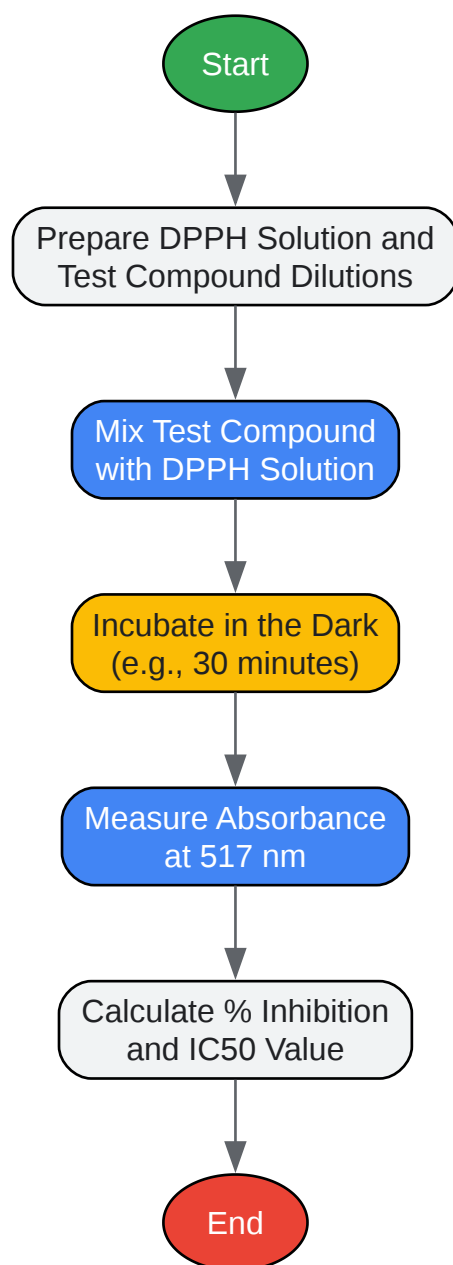 Start
Prepare DPPH Solution and
Test Compound Dilutions
Mix Test Compound
with DPPH Solution
Incubate in the Dark
(e.g., 30 minutes)
Measure Absorbance
at 517 nm
Calculate % Inhibition
and IC50 Value
End